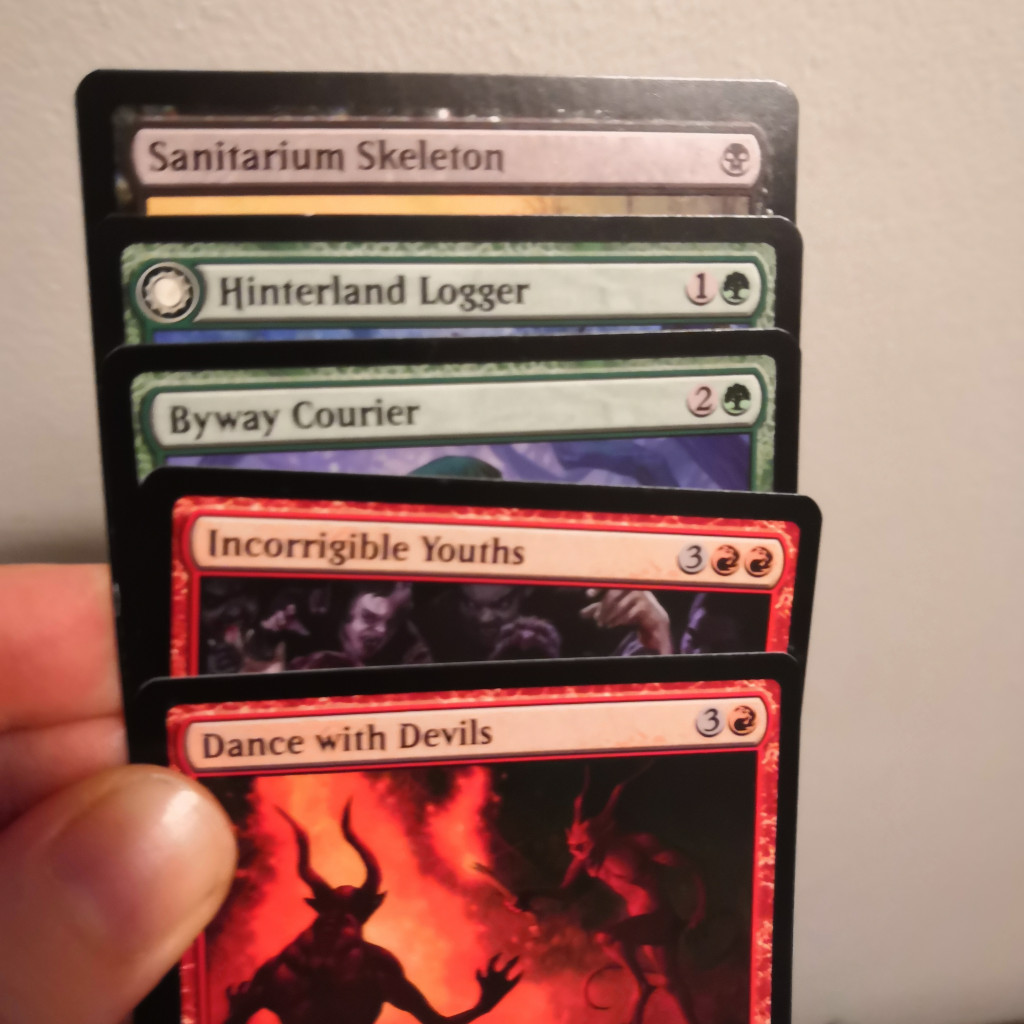 Sanitarium Skeleton
Hinterland Logger 1
Byway Courier 2
Incorrigible Youths 3
Dance with Devils 3